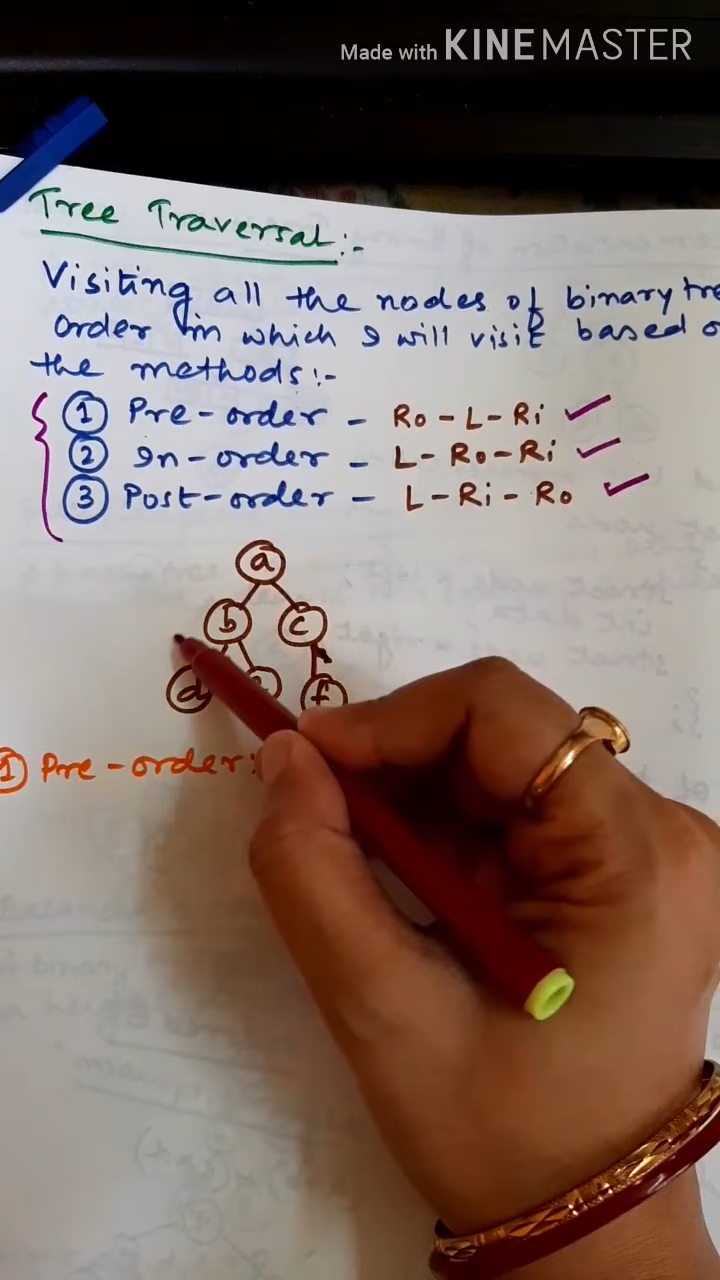 Made with KINEMASTER
Tree Traversal:-
Visiting all the nodes of binary tre
order in which I will visit based o
the methods:-
① Pre-order - Ro - L - Ri
② In-order - L - Ro - Ri
③ Post-order - L - Ri - Ro
a
b c
d f
① Pre-order: